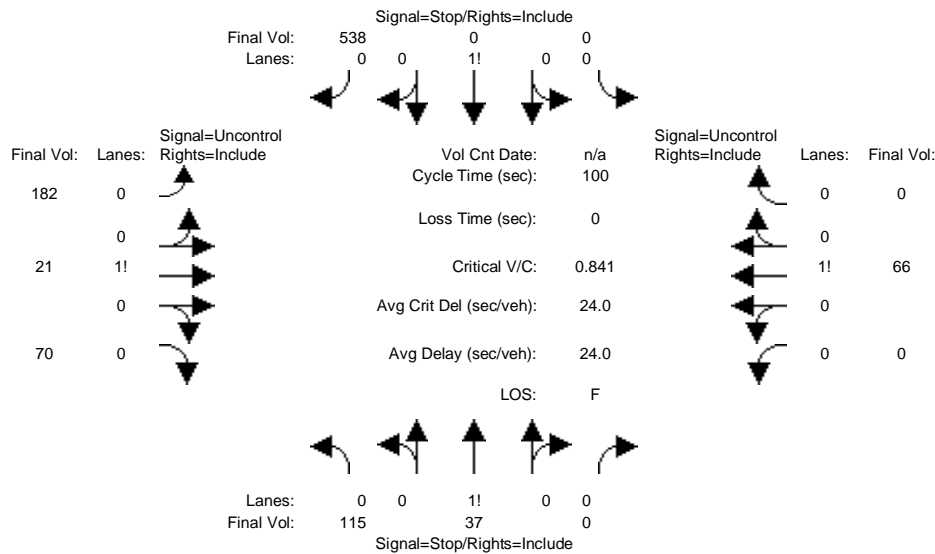 Signal=Stop/Rights=Include
Final Vol: 538 0 0
Lanes: 0 0 1! 0 0
Signal=Uncontrol
Final Vol: Lanes: Rights=Include
Vol Cnt Date: n/a
Signal=Uncontrol
Rights=Include Lanes: Final Vol:
Cycle Time (sec): 100
182 0
0 0
Loss Time (sec): 0
0
0
21 1!
Critical V/C: 0.841
1! 66
0
Avg Crit Del (sec/veh): 24.0
0
70 0
Avg Delay (sec/veh): 24.0
0 0
LOS: F
Lanes: 0 0 1! 0 0
Final Vol: 115 37 0
Signal=Stop/Rights=Include